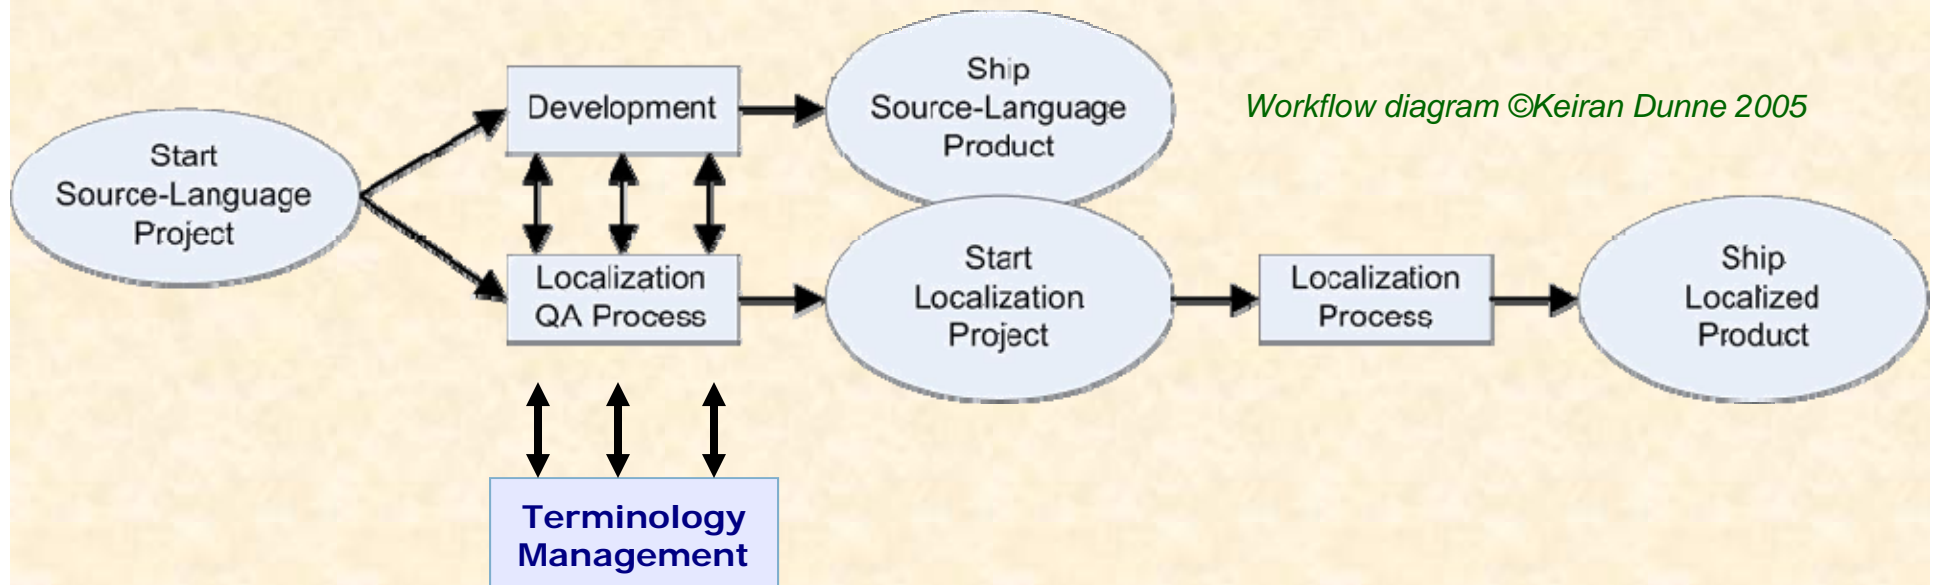 Start
Source-Language
Project
Development
Ship
Source-Language
Product
Workflow diagram ©Keiran Dunne 2005
Localization
QA Process
Start
Localization
Project
Localization
Process
Ship
Localized
Product
Terminology
Management